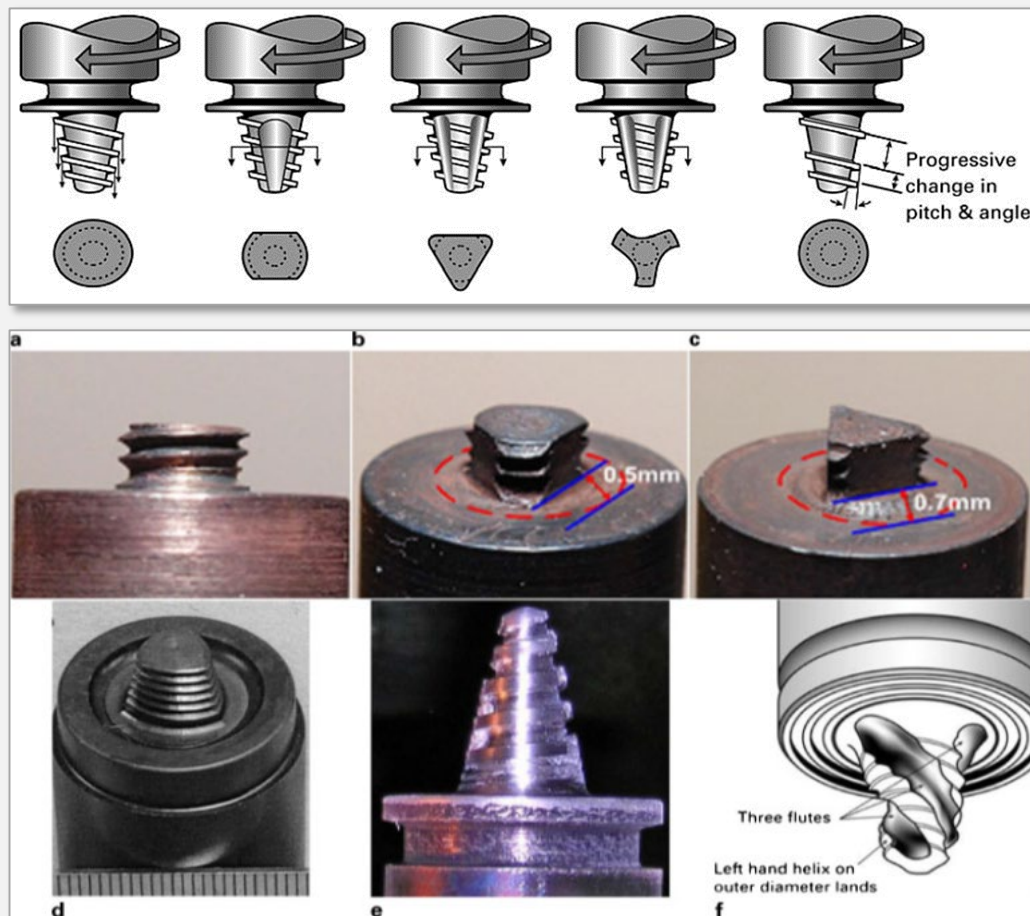 Progressive
change in
pitch & angle
a
b
c
0.5mm
0.7mm
Three flutes
Left hand helix on
outer diameter lands
d
e
f